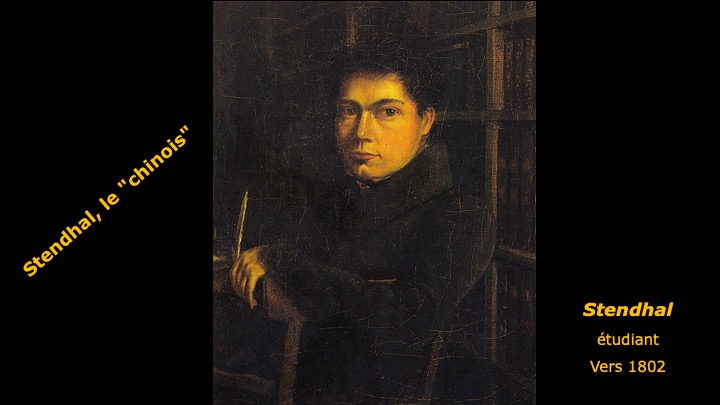 Stendhal, le "chinois"
Stendhal
étudiant
Vers 1802